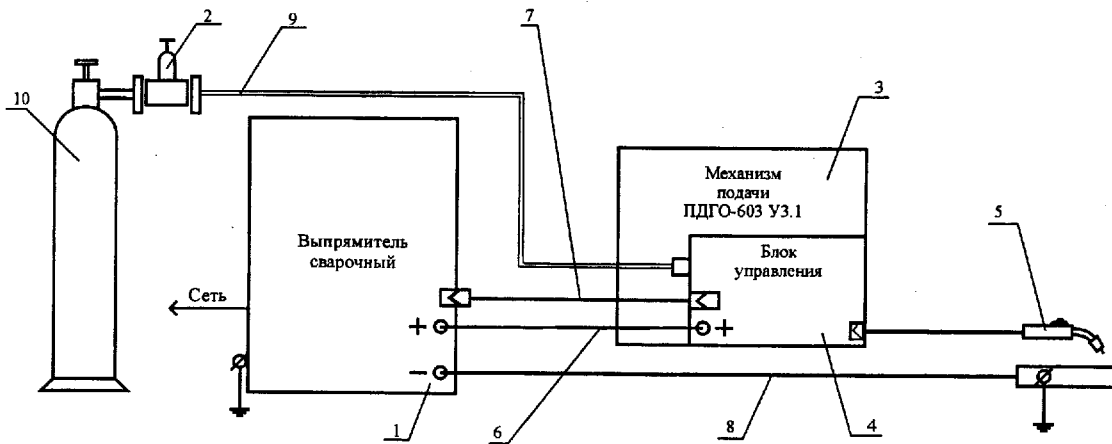 2
9
7
10
3
Механизм
подачи
ПДГО-603 У3.1
5
Выпрямитель
сварочный
Блок
управления
Сеть
+
+
−
1
6
8
4